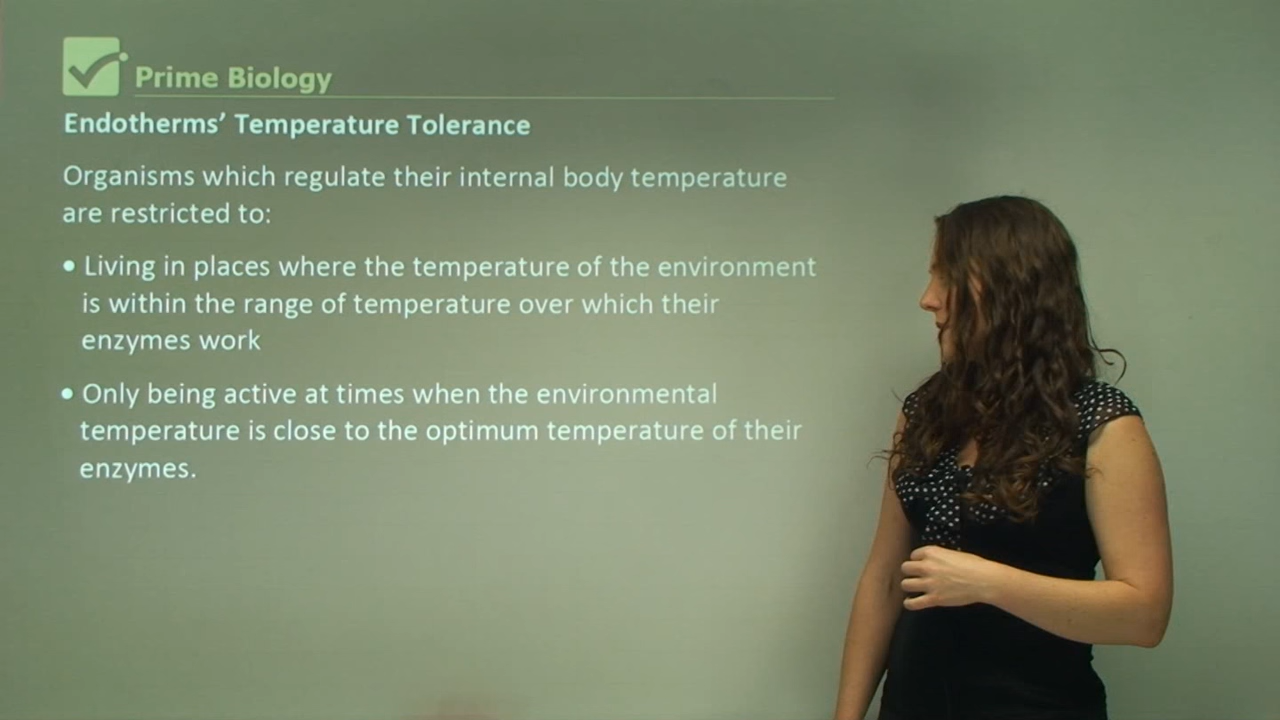 Prime Biology
Endotherms’ Temperature Tolerance
Organisms which regulate their internal body temperature
are restricted to:
• Living in places where the temperature of the environment
is within the range of temperature over which their
enzymes work
• Only being active at times when the environmental
temperature is close to the optimum temperature of their
enzymes.